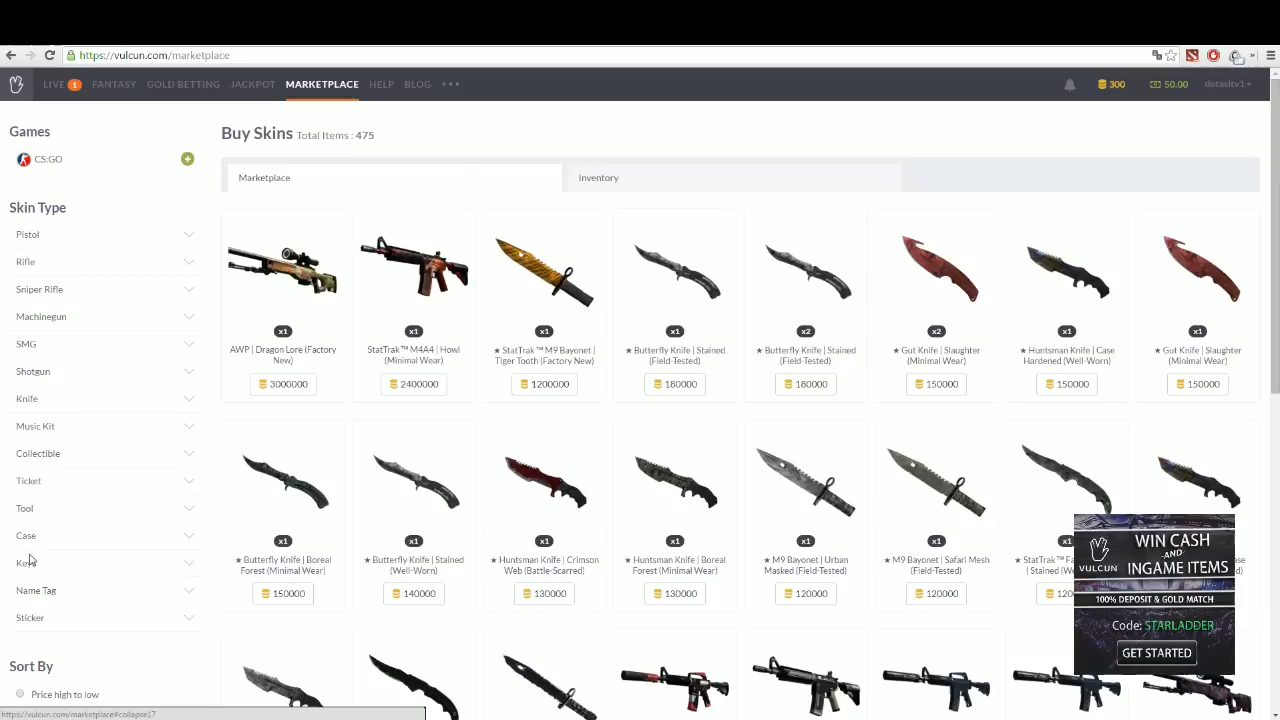 https://vulcun.com/marketplace
LIVE 1 FANTASY GOLD BETTING JACKPOT MARKETPLACE HELP BLOG
300 50.00 dotasltv1
Games
CS:GO
Skin Type
Pistol
Rifle
Sniper Rifle
Machinegun
SMG
Shotgun
Knife
Music Kit
Collectible
Ticket
Tool
Case
Name Tag
Sticker
Sort By
Price high to low
https://vulcun.com/marketplace#collapse17
Buy Skins Total Items : 475
Marketplace Inventory
x1 x1 x1 x1 x2 x2 x1 x1
AWP | Dragon Lore (Factory New)
3000000
StatTrak™ M4A4 | Howl (Minimal Wear)
2400000
★ StatTrak™ M9 Bayonet | Tiger Tooth (Factory New)
1200000
★ Butterfly Knife | Stained (Field-Tested)
180000
★ Butterfly Knife | Stained (Field-Tested)
180000
★ Gut Knife | Slaughter (Minimal Wear)
150000
★ Huntsman Knife | Case Hardened (Well-Worn)
150000
★ Gut Knife | Slaughter (Minimal Wear)
150000
x1 x1 x1 x1 x1 x1
★ Butterfly Knife | Boreal Forest (Minimal Wear)
150000
★ Butterfly Knife | Stained (Well-Worn)
140000
★ Huntsman Knife | Crimson Web (Battle-Scarred)
130000
★ Huntsman Knife | Boreal Forest (Minimal Wear)
130000
★ M9 Bayonet | Urban Masked (Field-Tested)
120000
★ M9 Bayonet | Safari Mesh (Field-Tested)
120000
★ StatTrak™
| Stained
VULCUN
WIN CASH
-AND-
INGAME ITEMS
100% DEPOSIT & GOLD MATCH
Code: STARLADDER
GET STARTED